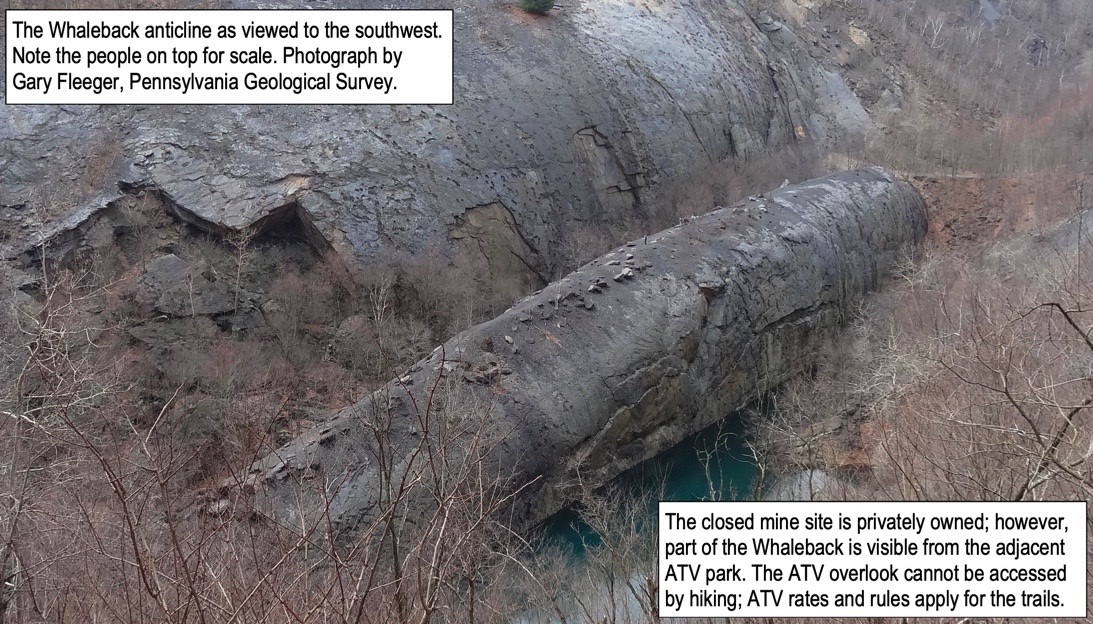 The Whaleback anticline as viewed to the southwest.
Note the people on top for scale. Photograph by
Gary Fleeger, Pennsylvania Geological Survey.
The closed mine site is privately owned; however,
part of the Whaleback is visible from the adjacent
ATV park. The ATV overlook cannot be accessed
by hiking; ATV rates and rules apply for the trails.